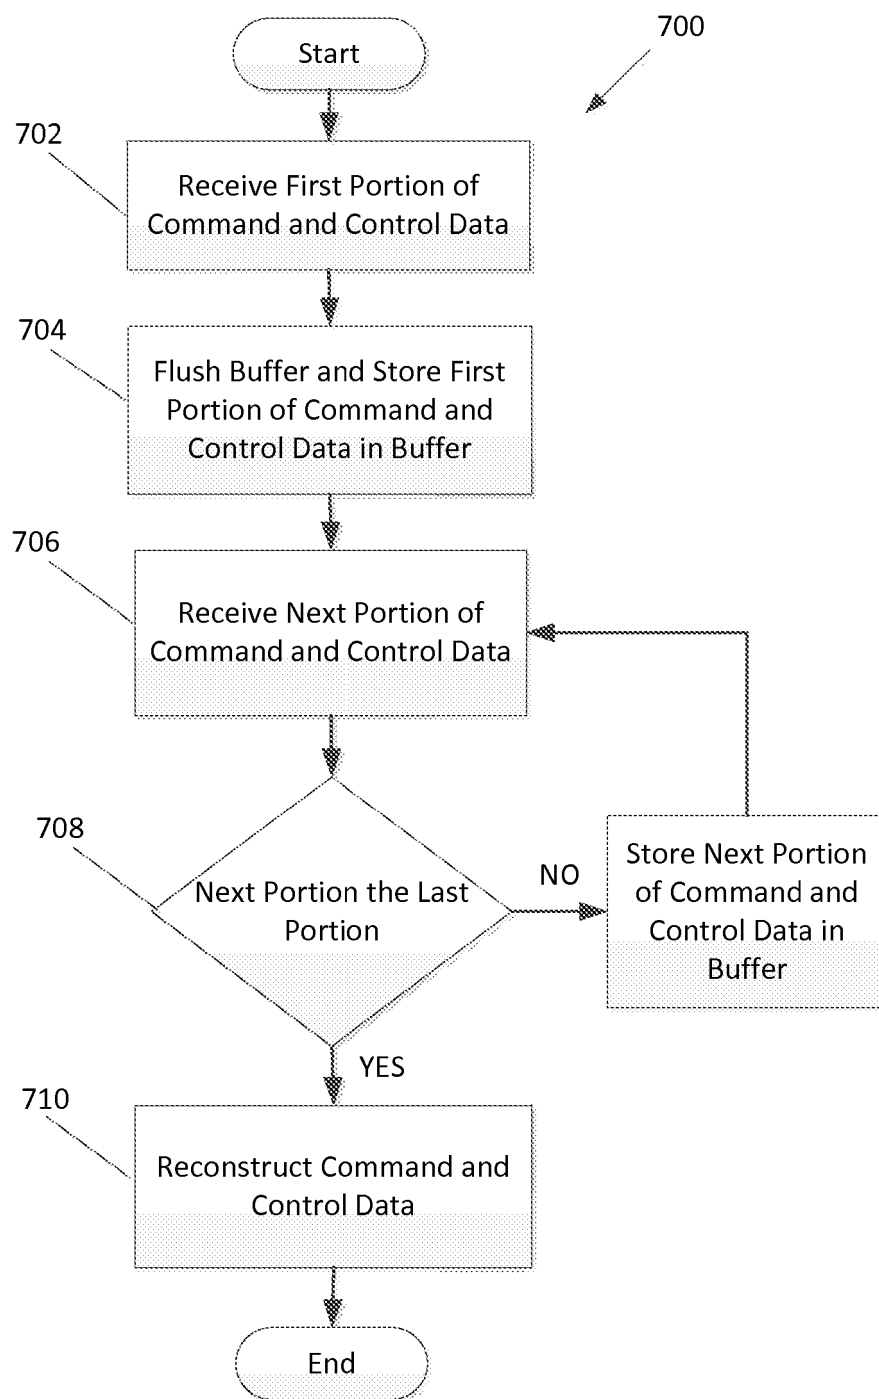 Start
700
702
Receive First Portion of
Command and Control Data
704
Flush Buffer and Store First
Portion of Command and
Control Data in Buffer
706
Receive Next Portion of
Command and Control Data
708
Next Portion the Last
Portion
NO
Store Next Portion
of Command and
Control Data in
Buffer
YES
710
Reconstruct Command and
Control Data
End